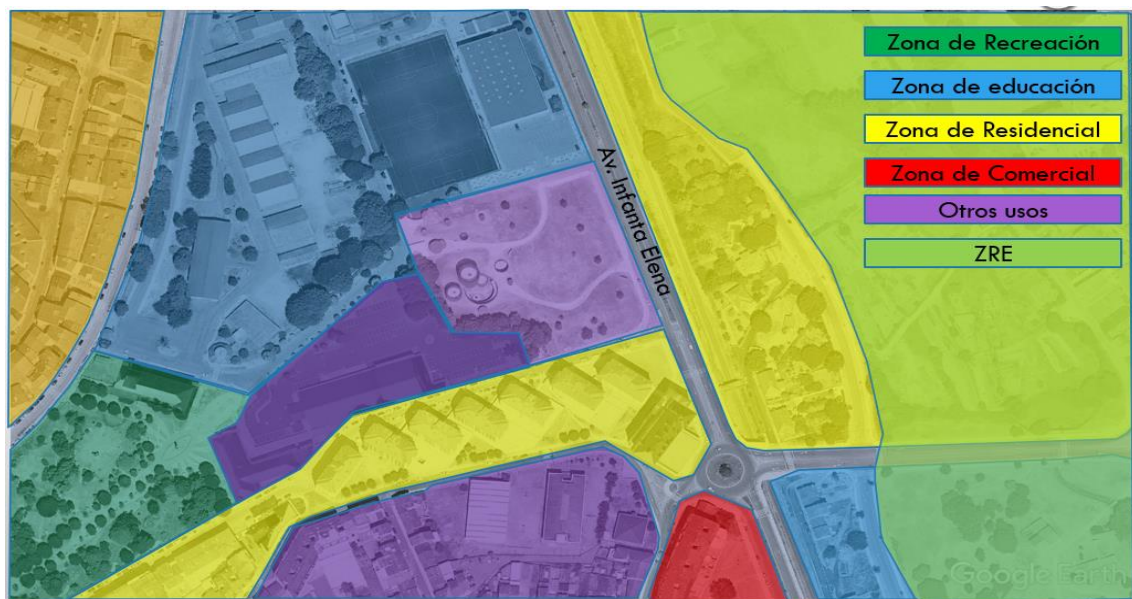 Zona de Recreación
Zona de educación
Zona de Residencial
Zona de Comercial
Otros usos
ZRE
Av. Infanta Elena
Google Earth